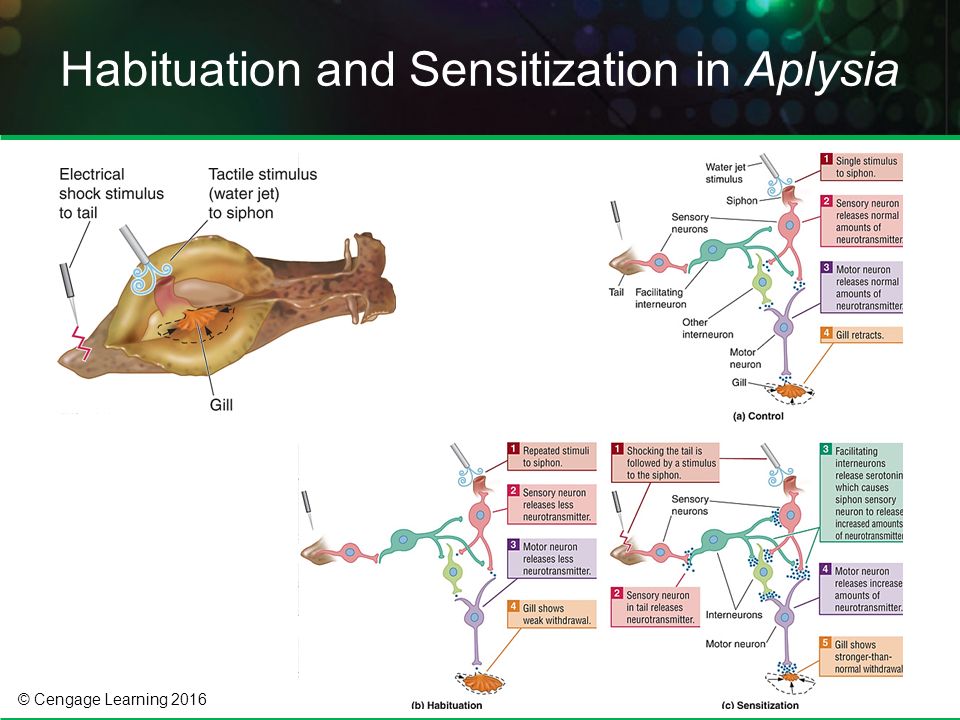 Habituation and Sensitization in Aplysia
Electrical
shock stimulus
to tail
Tactile stimulus
(water jet)
to siphon
Gill
Water jet
stimulus
Siphon
Sensory
neurons
Tail
Facilitating
interneuron
Other
interneuron
Motor
neuron
Gill
1 Single stimulus
to siphon.
2 Sensory neuron
releases normal
amounts of
neurotransmitter.
3 Motor neuron
releases normal
amounts of
neurotransmitter.
4 Gill retracts.
(a) Control
1 Repeated stimuli
to siphon.
2 Sensory neuron
releases less
neurotransmitter.
3 Motor neuron
releases less
neurotransmitter.
4 Gill shows
weak withdrawal.
(b) Habituation
1 Shocking the tail is
followed by a stimulus
to the siphon.
Sensory
neurons
2 Sensory neuron
in tail releases
neurotransmitter.
Interneurons
Motor neuron
3 Facilitating
interneurons
release serotonin
which causes
siphon sensory
neuron to release
increased amounts
of neurotransmitter.
4 Motor neuron
releases increase
amounts of
neurotransmitter.
5 Gill shows
stronger-than-
normal withdrawal
(c) Sensitization
© Cengage Learning 2016